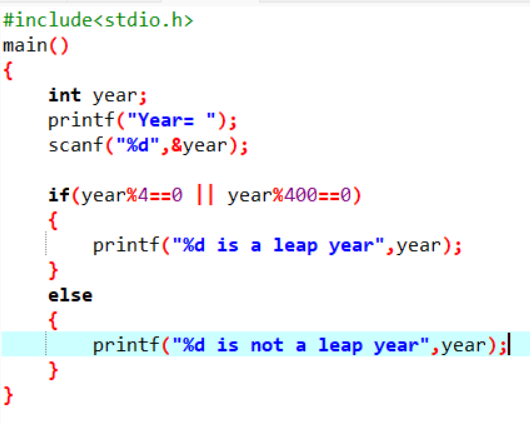 #include<stdio.h>
main()
{
    int year;
    printf("Year= ");
    scanf("%d",&year);

    if(year%4==0 || year%400==0)
    {
        printf("%d is a leap year",year);
    }
    else
    {
        printf("%d is not a leap year",year);
    }
}